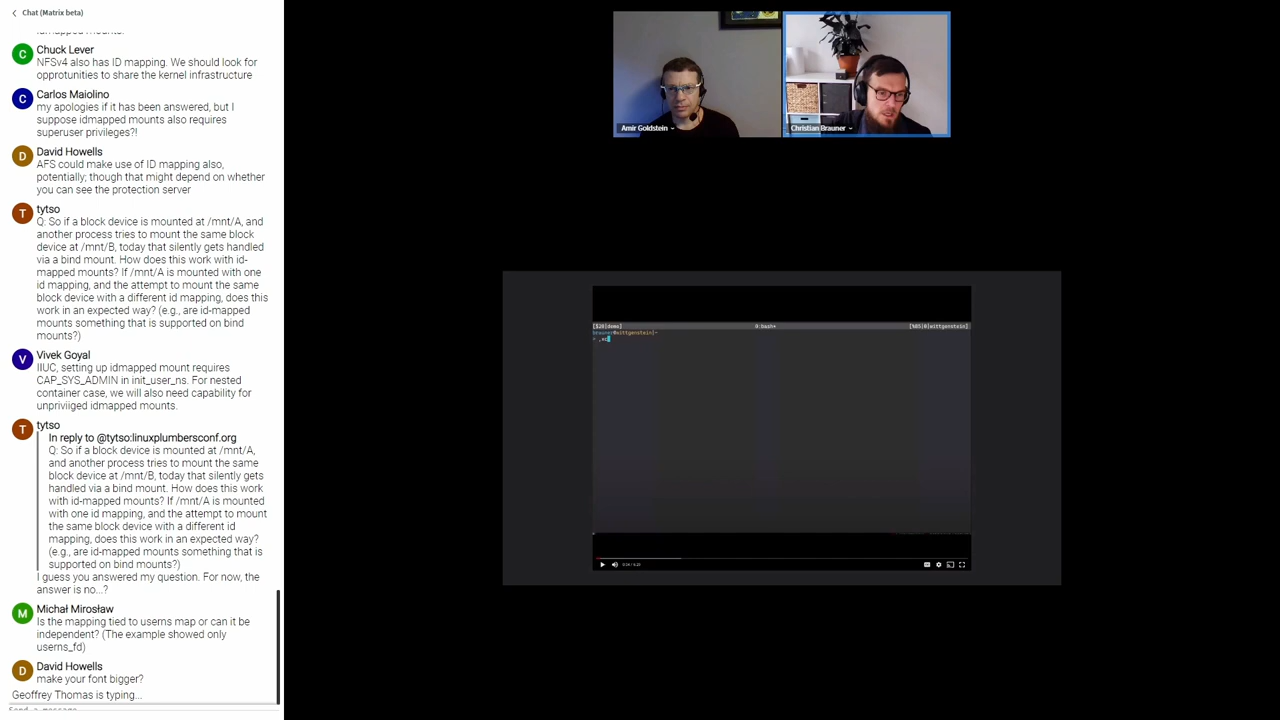 Chat (Matrix beta)
Chuck Lever
NFSv4 also has ID mapping. We should look for
opprotunities to share the kernel infrastructure
Carlos Maiolino
my apologies if it has been answered, but I
suppose idmapped mounts also requires
superuser privileges?!
David Howells
AFS could make use of ID mapping also,
potentially; though that might depend on whether
you can see the protection server
tytso
Q: So if a block device is mounted at /mnt/A, and
another process tries to mount the same block
device at /mnt/B, today that silently gets handled
via a bind mount. How does this work with id-
mapped mounts? If /mnt/A is mounted with one
id mapping, and the attempt to mount the same
block device with a different id mapping, does this
work in an expected way? (e.g., are id-mapped
mounts something that is supported on bind
mounts?)
Vivek Goyal
IIUC, setting up idmapped mount requires
CAP_SYS_ADMIN in init_user_ns. For nested
container case, we will also need capability for
unpriviiged idmapped mounts.
tytso
In reply to @tytso:linuxplumbersconf.org
Q: So if a block device is mounted at /mnt/A,
and another process tries to mount the same
block device at /mnt/B, today that silently gets
handled via a bind mount. How does this work
with id-mapped mounts? If /mnt/A is mounted
with one id mapping, and the attempt to mount
the same block device with a different id
mapping, does this work in an expected way?
(e.g., are id-mapped mounts something that is
supported on bind mounts?)
I guess you answered my question. For now, the
answer is no...?
Michał Mirosław
Is the mapping tied to userns map or can it be
independent? (The example showed only
userns_fd)
David Howells
make your font bigger?
Geoffrey Thomas is typing...
Send a message
Amir Goldstein
Christian Brauner
0:bash*
brauner@wittgenstein|~